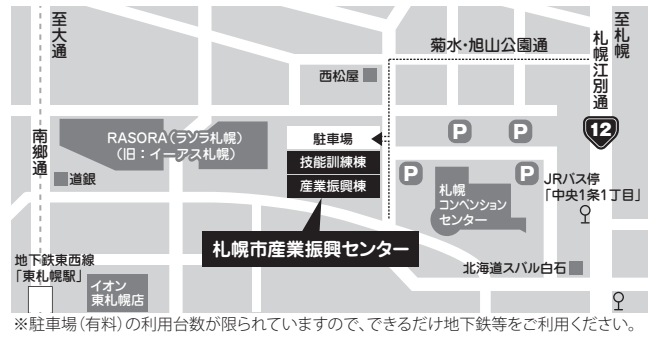 至大通
至札幌
菊水・旭山公園通
札幌江別通
西松屋
12
南郷通
RASORA(ラソラ札幌)
(旧：イーアス札幌)
駐車場
P
P
技能訓練棟
産業振興棟
道銀
P
P
札幌
コンベンション
センター
JRバス停
「中央1条1丁目」
札幌市産業振興センター
地下鉄東西線
「東札幌駅」
イオン
東札幌店
北海道スバル白石
※駐車場(有料)の利用台数が限られていますので、できるだけ地下鉄等をご利用ください。